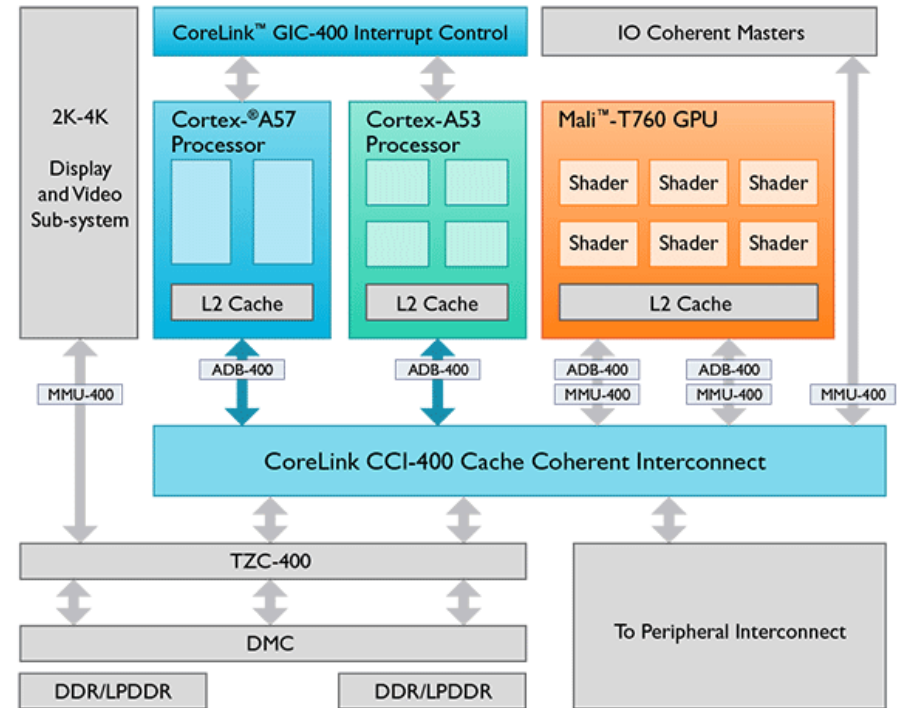 CoreLink™ GIC-400 Interrupt Control
IO Coherent Masters
2K-4K
Display
and Video
Sub-system
Cortex-®A57
Processor
L2 Cache
Cortex-A53
Processor
L2 Cache
Mali™-T760 GPU
Shader
Shader
Shader
Shader
Shader
Shader
L2 Cache
MMU-400
ADB-400
ADB-400
ADB-400
MMU-400
ADB-400
MMU-400
MMU-400
CoreLink CCI-400 Cache Coherent Interconnect
TZC-400
DMC
DDR/LPDDR
DDR/LPDDR
To Peripheral Interconnect